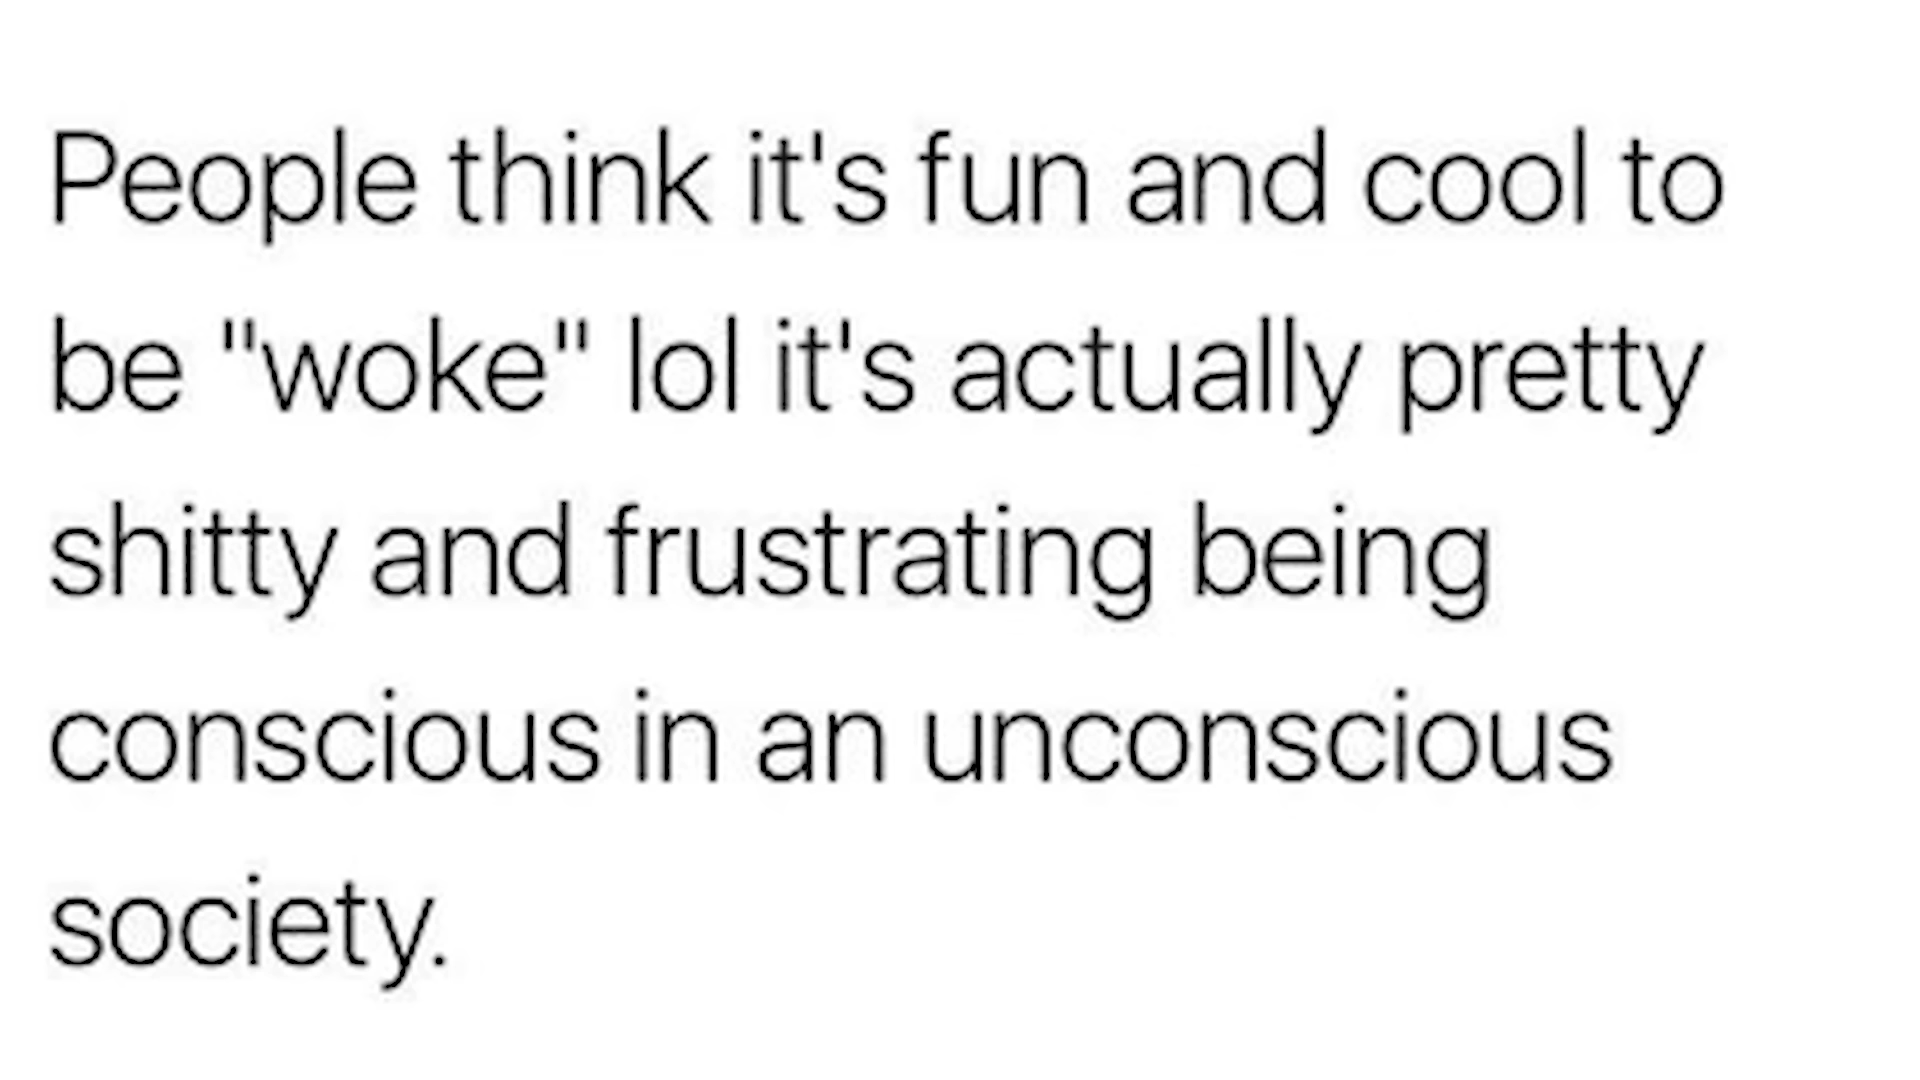 People think it's fun and cool to
be "woke" lol it's actually pretty
shitty and frustrating being
conscious in an unconscious
society.